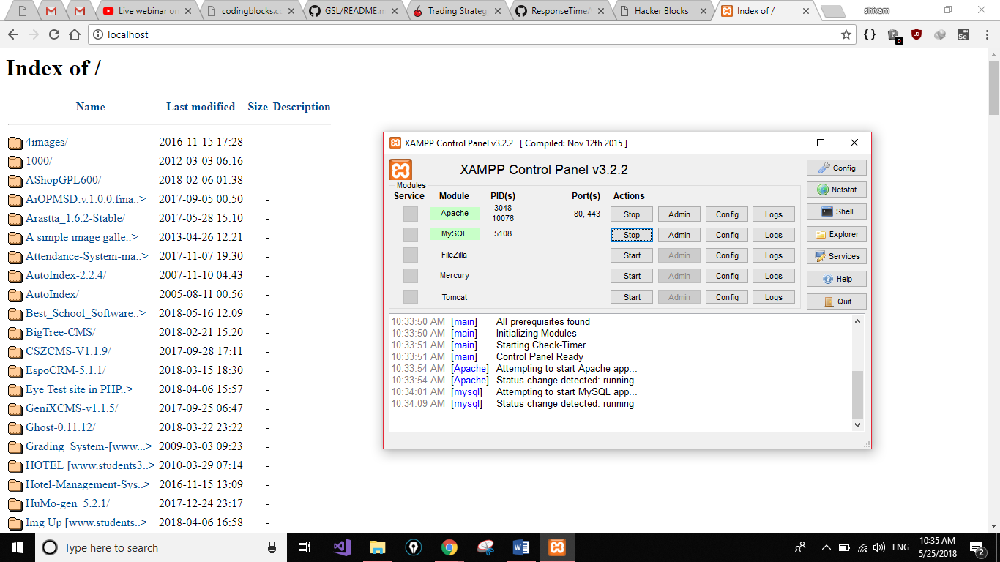 Live webinar on
codingblocks.co
GSL/README.m
Trading Strateg
ResponseTimeA
Hacker Blocks
Index of /
shivam
localhost
0
Index of /
Name Last modified Size Description
4images/ 2016-11-15 17:28 -
1000/ 2012-03-03 06:16 -
AShopGPL600/ 2018-02-06 01:38 -
AiOPMSD.v.1.0.0.fina..> 2017-09-05 00:50 -
Arastta_1.6.2-Stable/ 2017-05-28 15:10 -
A simple image galle..> 2013-04-26 12:21 -
Attendance-System-ma..> 2017-11-07 19:30 -
AutoIndex-2.2.4/ 2007-11-10 04:43 -
AutoIndex/ 2005-08-11 00:56 -
Best_School_Software..> 2018-05-16 12:09 -
BigTree-CMS/ 2018-02-21 15:20 -
CSZCMS-V1.1.9/ 2017-09-28 17:11 -
EspoCRM-5.1.1/ 2018-03-15 18:30 -
Eye Test site in PHP..> 2018-04-06 15:57 -
GeniXCMS-v1.1.5/ 2017-09-25 06:47 -
Ghost-0.11.12/ 2018-03-22 23:22 -
Grading_System-[www...> 2009-03-03 09:23 -
HOTEL [www.students3..> 2010-03-29 07:14 -
Hotel-Management-Sys..> 2016-11-15 13:09 -
HuMo-gen_5.2.1/ 2017-12-24 23:17 -
Img Up [www.students..> 2018-04-06 16:58 -
XAMPP Control Panel v3.2.2 [ Compiled: Nov 12th 2015 ]
XAMPP Control Panel v3.2.2
Modules
Service Module PID(s) Port(s) Actions
Apache 3048 10076 80, 443 Stop Admin Config Logs
MySQL 5108 Stop Admin Config Logs
FileZilla Start Admin Config Logs
Mercury Start Admin Config Logs
Tomcat Start Admin Config Logs
Config
Netstat
Shell
Explorer
Services
Help
Quit
10:33:50 AM [main] All prerequisites found
10:33:50 AM [main] Initializing Modules
10:33:51 AM [main] Starting Check-Timer
10:33:51 AM [main] Control Panel Ready
10:33:54 AM [Apache] Attempting to start Apache app...
10:33:54 AM [Apache] Status change detected: running
10:34:01 AM [mysql] Attempting to start MySQL app...
10:34:09 AM [mysql] Status change detected: running
Type here to search
ENG
10:35 AM
5/25/2018
2